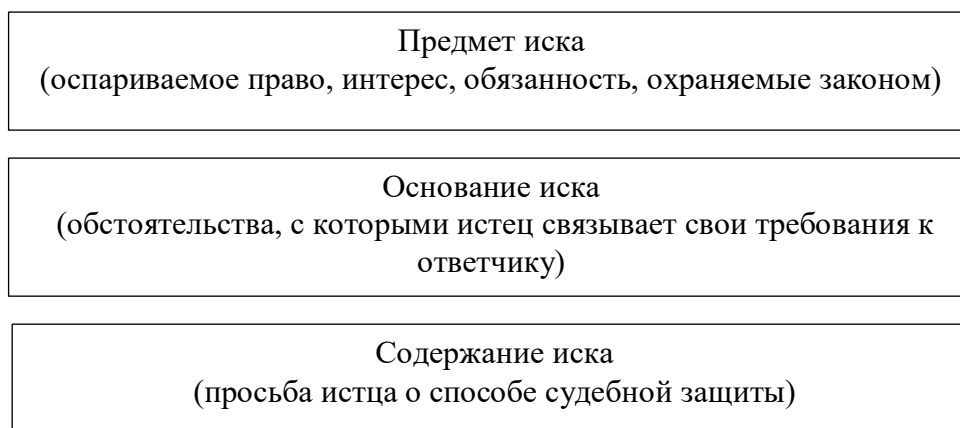 Предмет иска
(оспариваемое право, интерес, обязанность, охраняемые законом)
Основание иска
(обстоятельства, с которыми истец связывает свои требования к
ответчику)
Содержание иска
(просьба истца о способе судебной защиты)